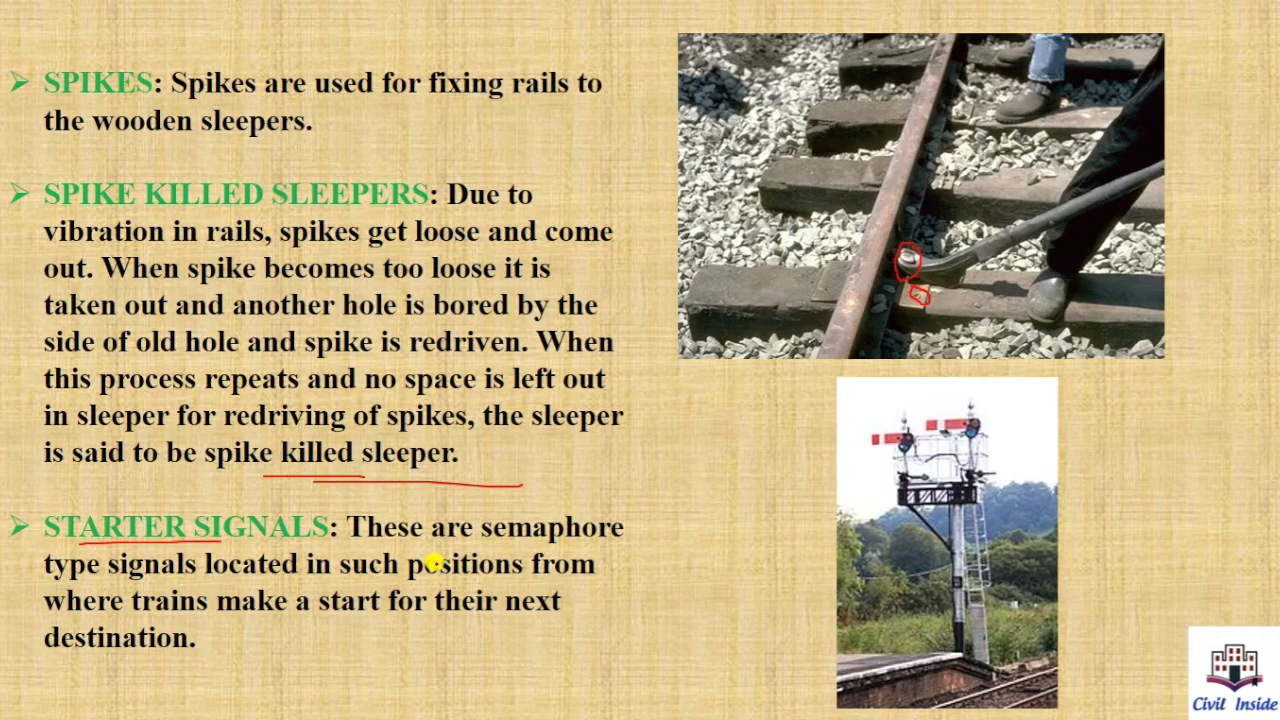 SPIKES: Spikes are used for fixing rails to
the wooden sleepers.
SPIKE KILLED SLEEPERS: Due to
vibration in rails, spikes get loose and come
out. When spike becomes too loose it is
taken out and another hole is bored by the
side of old hole and spike is redriven. When
this process repeats and no space is left out
in sleeper for redriving of spikes, the sleeper
is said to be spike killed sleeper.
STARTER SIGNALS: These are semaphore
type signals located in such positions from
where trains make a start for their next
destination.
Civil Inside